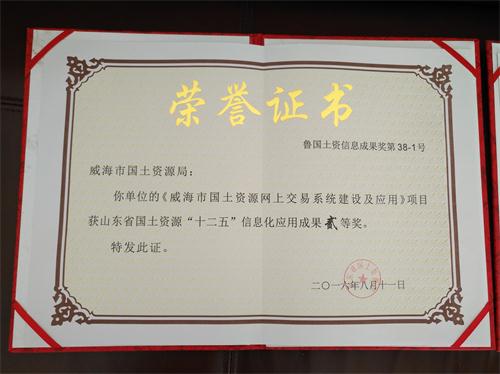 荣誉证书
鲁国土资信息成果奖第 38-1号
威海市国土资源局：
你单位的《威海市国土资源网上交易系统建设及应用》项目
获山东省国土资源“十二五”信息化应用成果贰等奖。
特发此证。
二〇一六年八月十一日